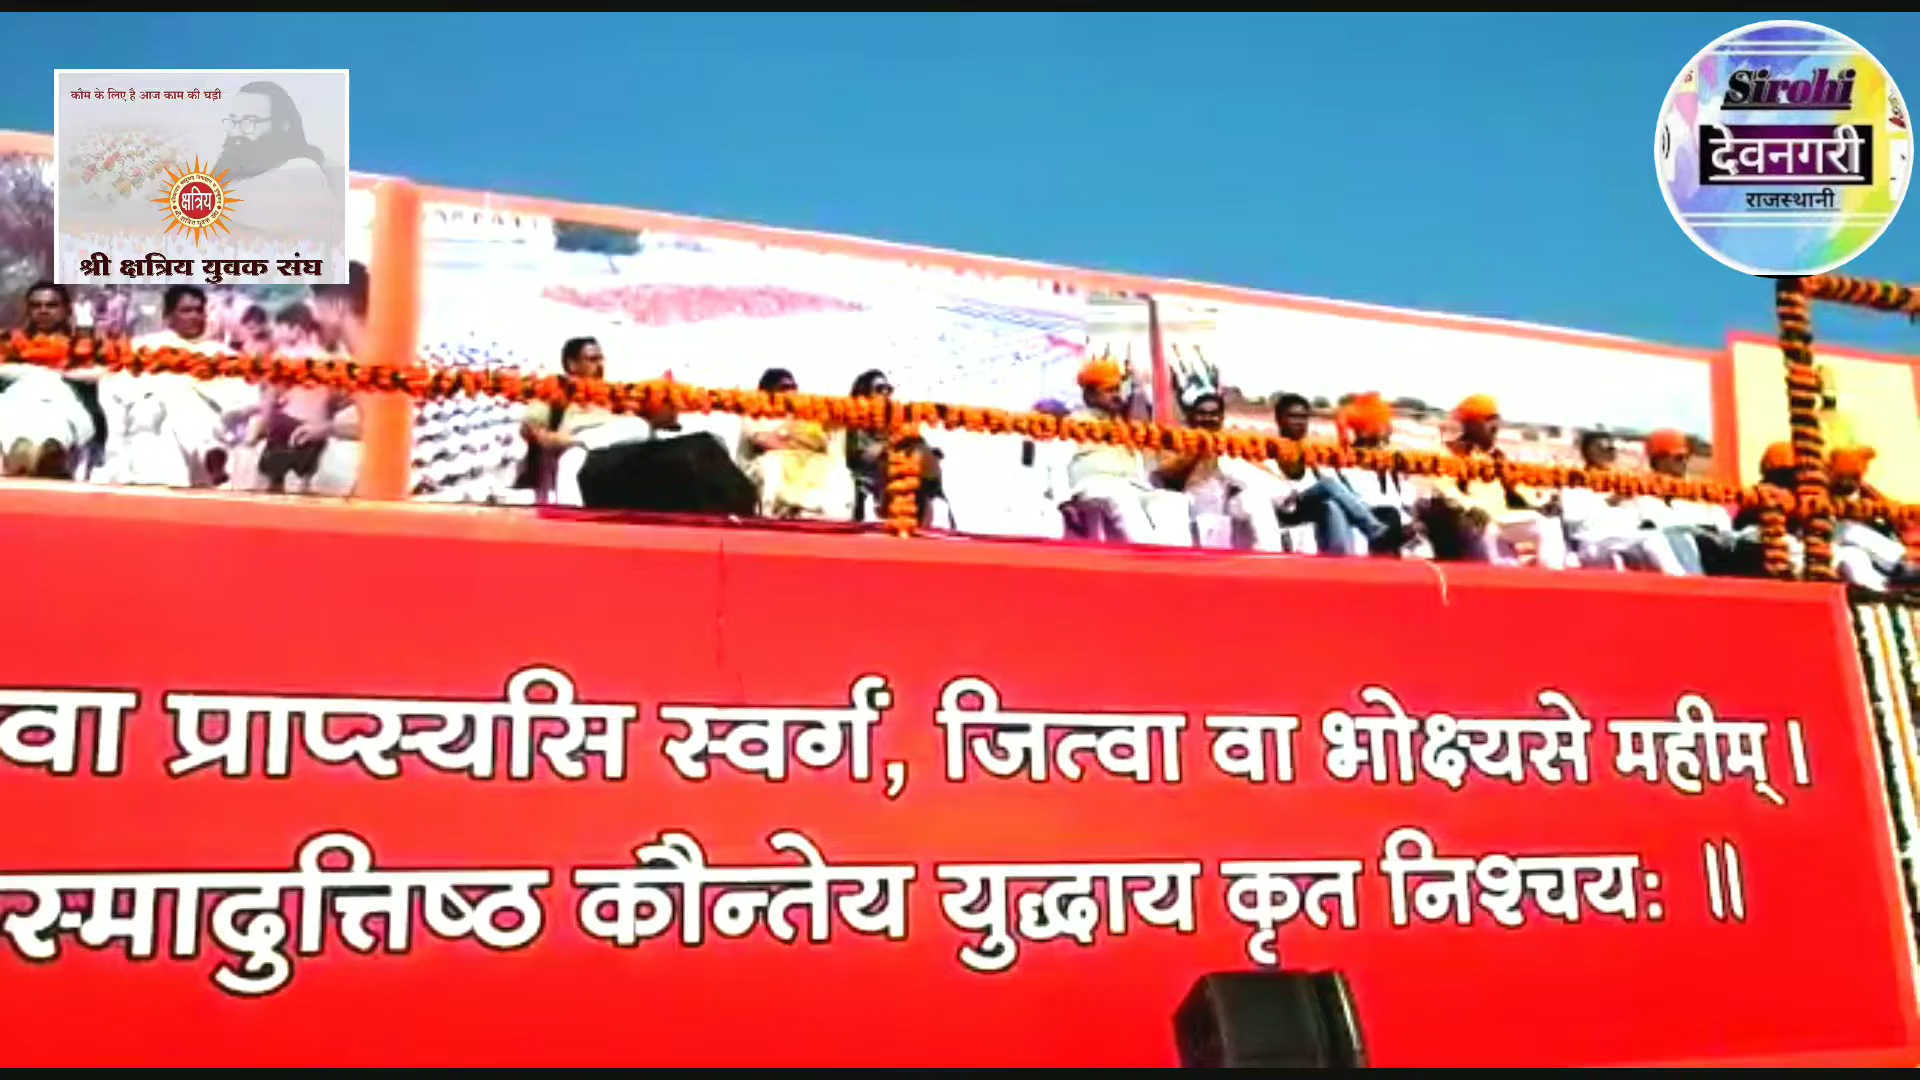 कौम के लिए है आज काम की घड़ी
क्षत्रिय
श्री क्षत्रिय युवक संघ
Sirohi
देवनगरी
राजस्थानी
वा प्राप्स्यसि स्वर्गं, जित्वा वा भोक्ष्यसे महीम् ।
स्मादुत्तिष्ठ कौन्तेय युद्धाय कृत निश्चयः ॥